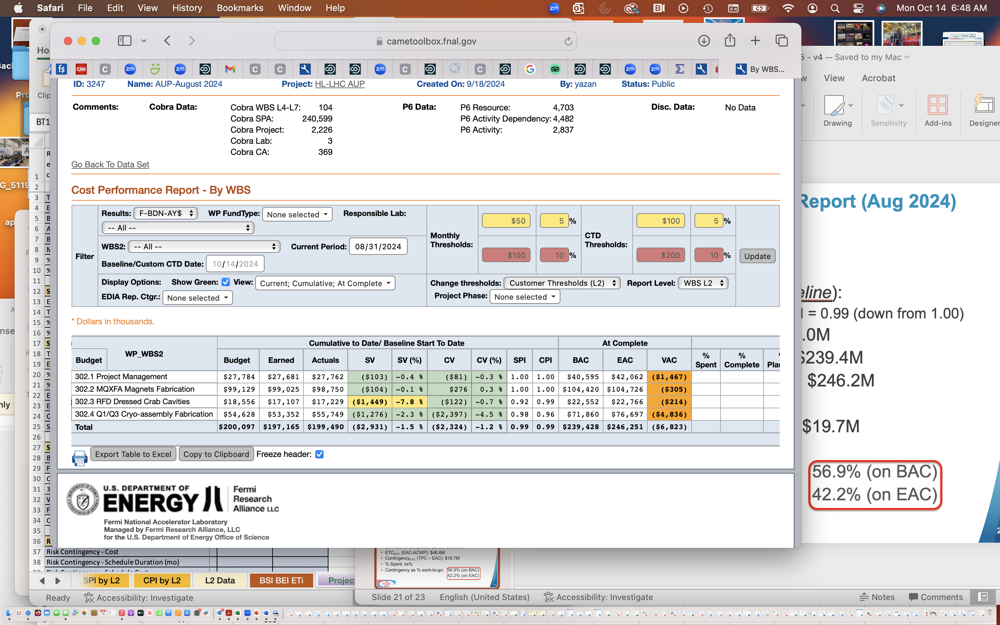 Safari File Edit View History Bookmarks Window Help
zm
Mon Oct 14 6:48 AM
cametoolbox.fnal.gov
By WBS...
5 - v4 — Saved to my Mac
View Acrobat
Drawing Sensitivity Add-ins Designer
Ho
Clip
BT1
ID: 3247 Name: AUP-August 2024 Project: HL-LHC AUP Created On: 9/18/2024 By: yazan Status: Public
Comments: Cobra Data: P6 Data: Disc. Data: No Data
Cobra WBS L4-L7: 104 P6 Resource: 4,703
Cobra SPA: 240,599 P6 Activity Dependency: 4,482
Cobra Project: 2,226 P6 Activity: 2,837
Cobra Lab: 3
Cobra CA: 369
Go Back To Data Set
Cost Performance Report - By WBS
Filter
Results: F-BDN-AY$ WP FundType: None selected Responsible Lab:
-- All --
WBS2: -- All -- Current Period: 08/31/2024
Baseline/Custom CTD Date: 10/14/2024
Display Options: Show Green: View: Current; Cumulative; At Complete
EDIA Rep. Ctgr.: None selected
Monthly Thresholds: $50 5 % $100 10 %
CTD Thresholds: $100 5 % $200 10 %
Update
Change thresholds: Customer Thresholds (L2) Report Level: WBS L2
Project Phase: None selected
* Dollars in thousands.
Cumulative to Date/ Baseline Start To Date At Complete
Budget WP_WBS2 Budget Earned Actuals SV SV (%) CV CV (%) SPI CPI BAC EAC VAC % Spent % Complete
302.1 Project Management $27,784 $27,681 $27,762 ($103) -0.4 % ($81) -0.3 % 1.00 1.00 $40,595 $42,062 ($1,467)
302.2 MQXFA Magnets Fabrication $99,129 $99,025 $98,750 ($104) -0.1 % $276 0.3 % 1.00 1.00 $104,420 $104,726 ($305)
302.3 RFD Dressed Crab Cavities $18,556 $17,107 $17,229 ($1,449) -7.8 % ($122) -0.7 % 0.92 0.99 $22,552 $22,766 ($214)
302.4 Q1/Q3 Cryo-assembly Fabrication $54,628 $53,352 $55,749 ($1,276) -2.3 % ($2,397) -4.5 % 0.98 0.96 $71,860 $76,697 ($4,836)
Total $200,097 $197,165 $199,490 ($2,931) -1.5 % ($2,324) -1.2 % 0.99 0.99 $239,428 $246,251 ($6,823)
Export Table to Excel Copy to Clipboard Freeze header:
U.S. DEPARTMENT OF
ENERGY
Fermi
Research
Alliance LLC
Fermi National Accelerator Laboratory
Managed by Fermi Research Alliance, LLC
for the U.S. Department of Energy Office of Science
Report (Aug 2024)
eline):
= 0.99 (down from 1.00)
.0M
$239.4M
$246.2M
$19.7M
56.9% (on BAC)
42.2% (on EAC)
37 Risk Contingency - Cost
38 Risk Contingency - Schedule Duration (mo)
SPI by L2 CPI by L2 L2 Data BSI BEI ETi Projec
Ready Accessibility: Investigate
ETCEAC (EAC-ACWP): $46.8M
ContingencyEAC (TPC – EAC): $19.7M
% Spent: xx%
Contingency as % work-to-go: 56.9% (on BAC)
42.2% (on EAC)
Slide 21 of 23 English (United States) Accessibility: Investigate Notes Comments